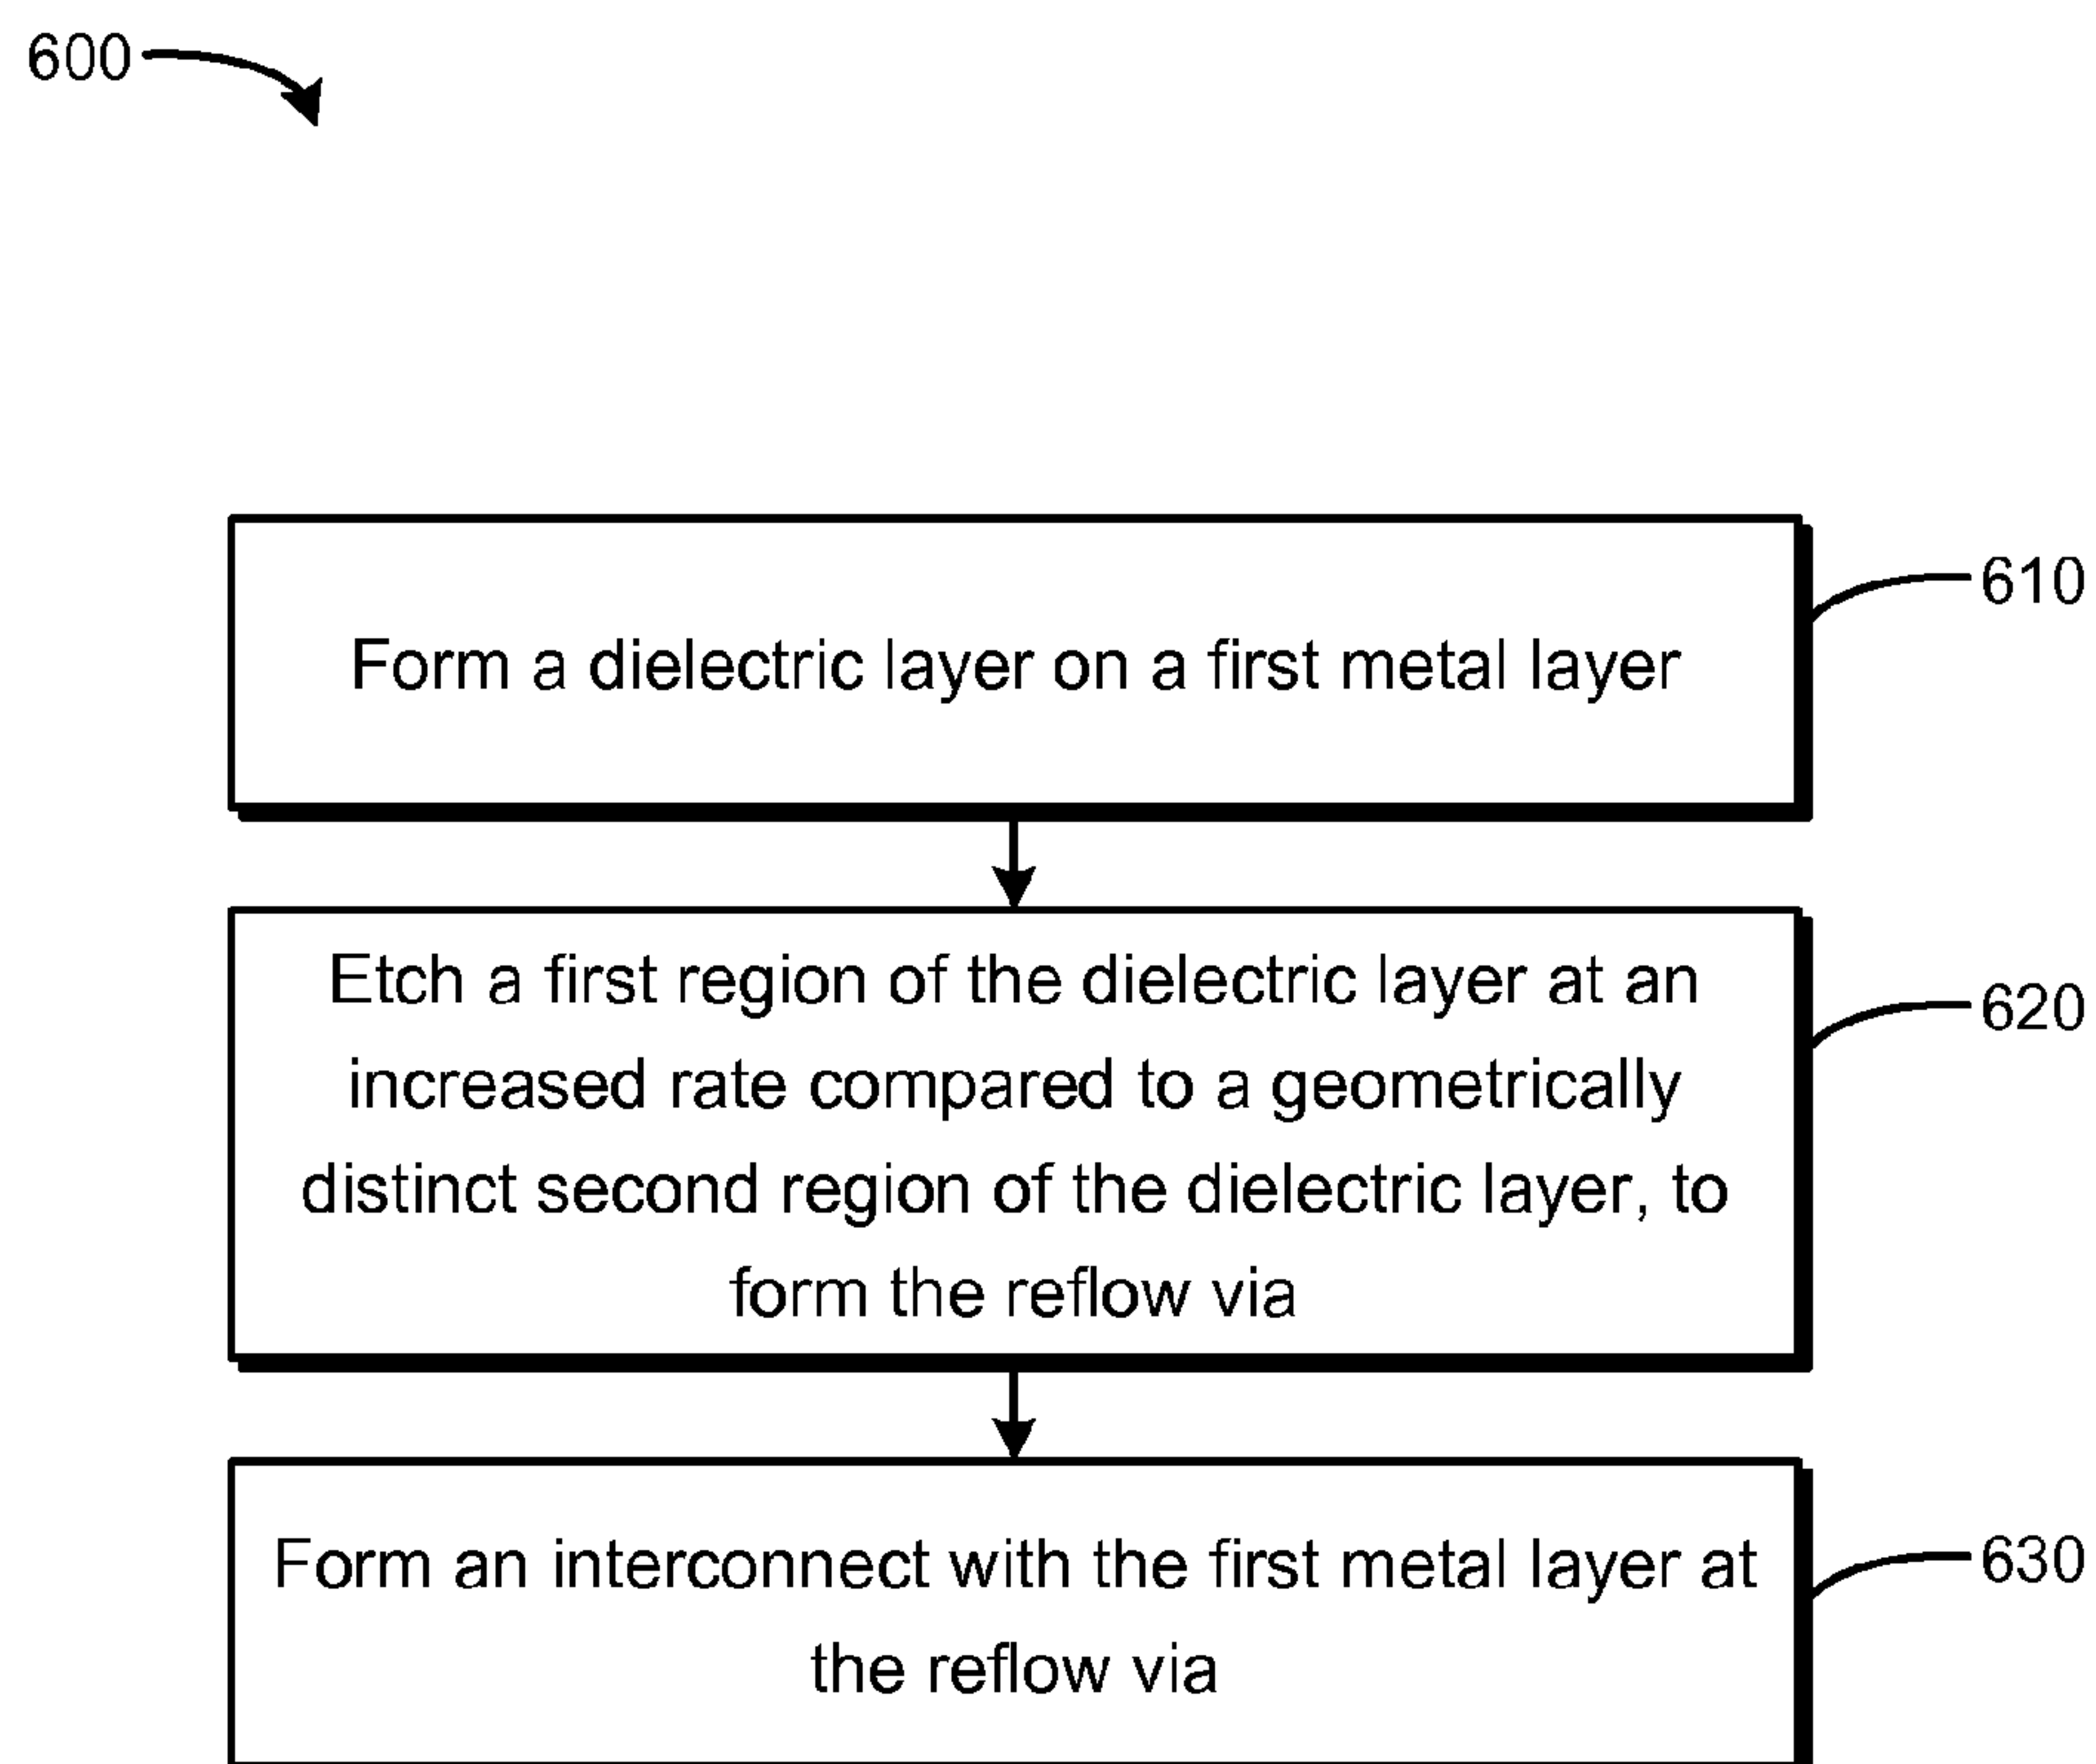 600
610
Form a dielectric layer on a first metal layer
Etch a first region of the dielectric layer at an
620
increased rate compared to a geometrically
distinct second region of the dielectric layer, to
form the reflow via
Form an interconnect with the first metal layer at
630
the reflow via